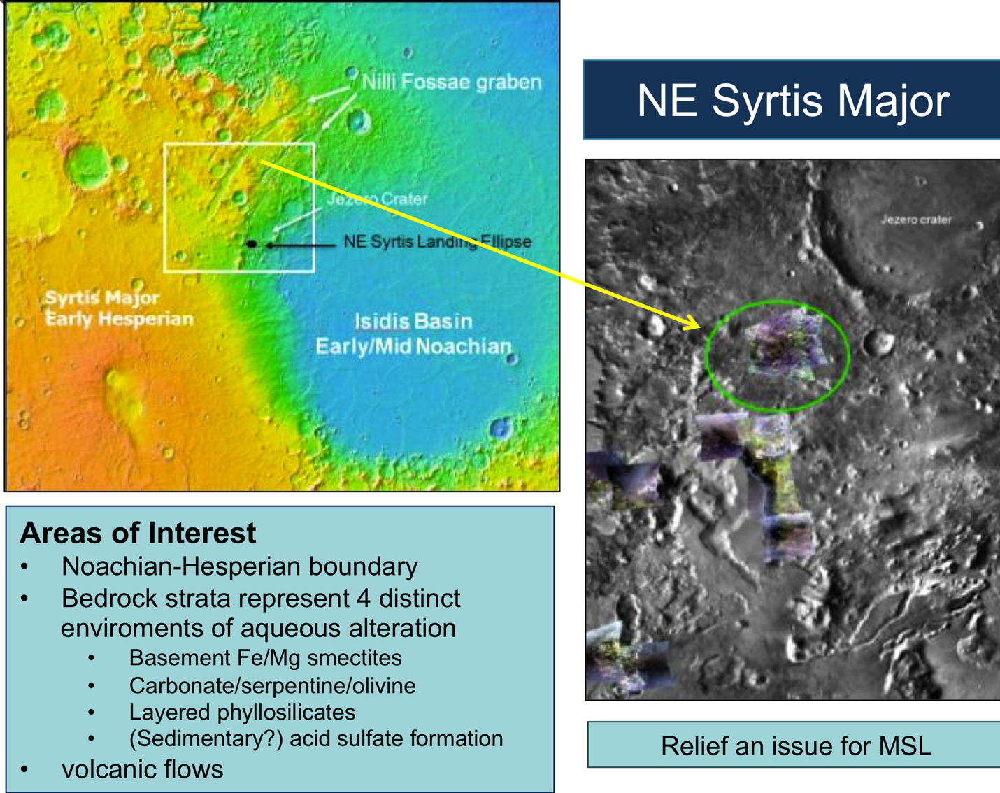 Nilli Fossae graben
Jezero Crater
NE Syrtis Landing Ellipse
Syrtis Major
Early Hesperian
Isidis Basin
Early/Mid Noachian
NE Syrtis Major
Jezero crater
Areas of Interest
• Noachian-Hesperian boundary
• Bedrock strata represent 4 distinct
enviroments of aqueous alteration
• Basement Fe/Mg smectites
• Carbonate/serpentine/olivine
• Layered phyllosilicates
• (Sedimentary?) acid sulfate formation
• volcanic flows
Relief an issue for MSL